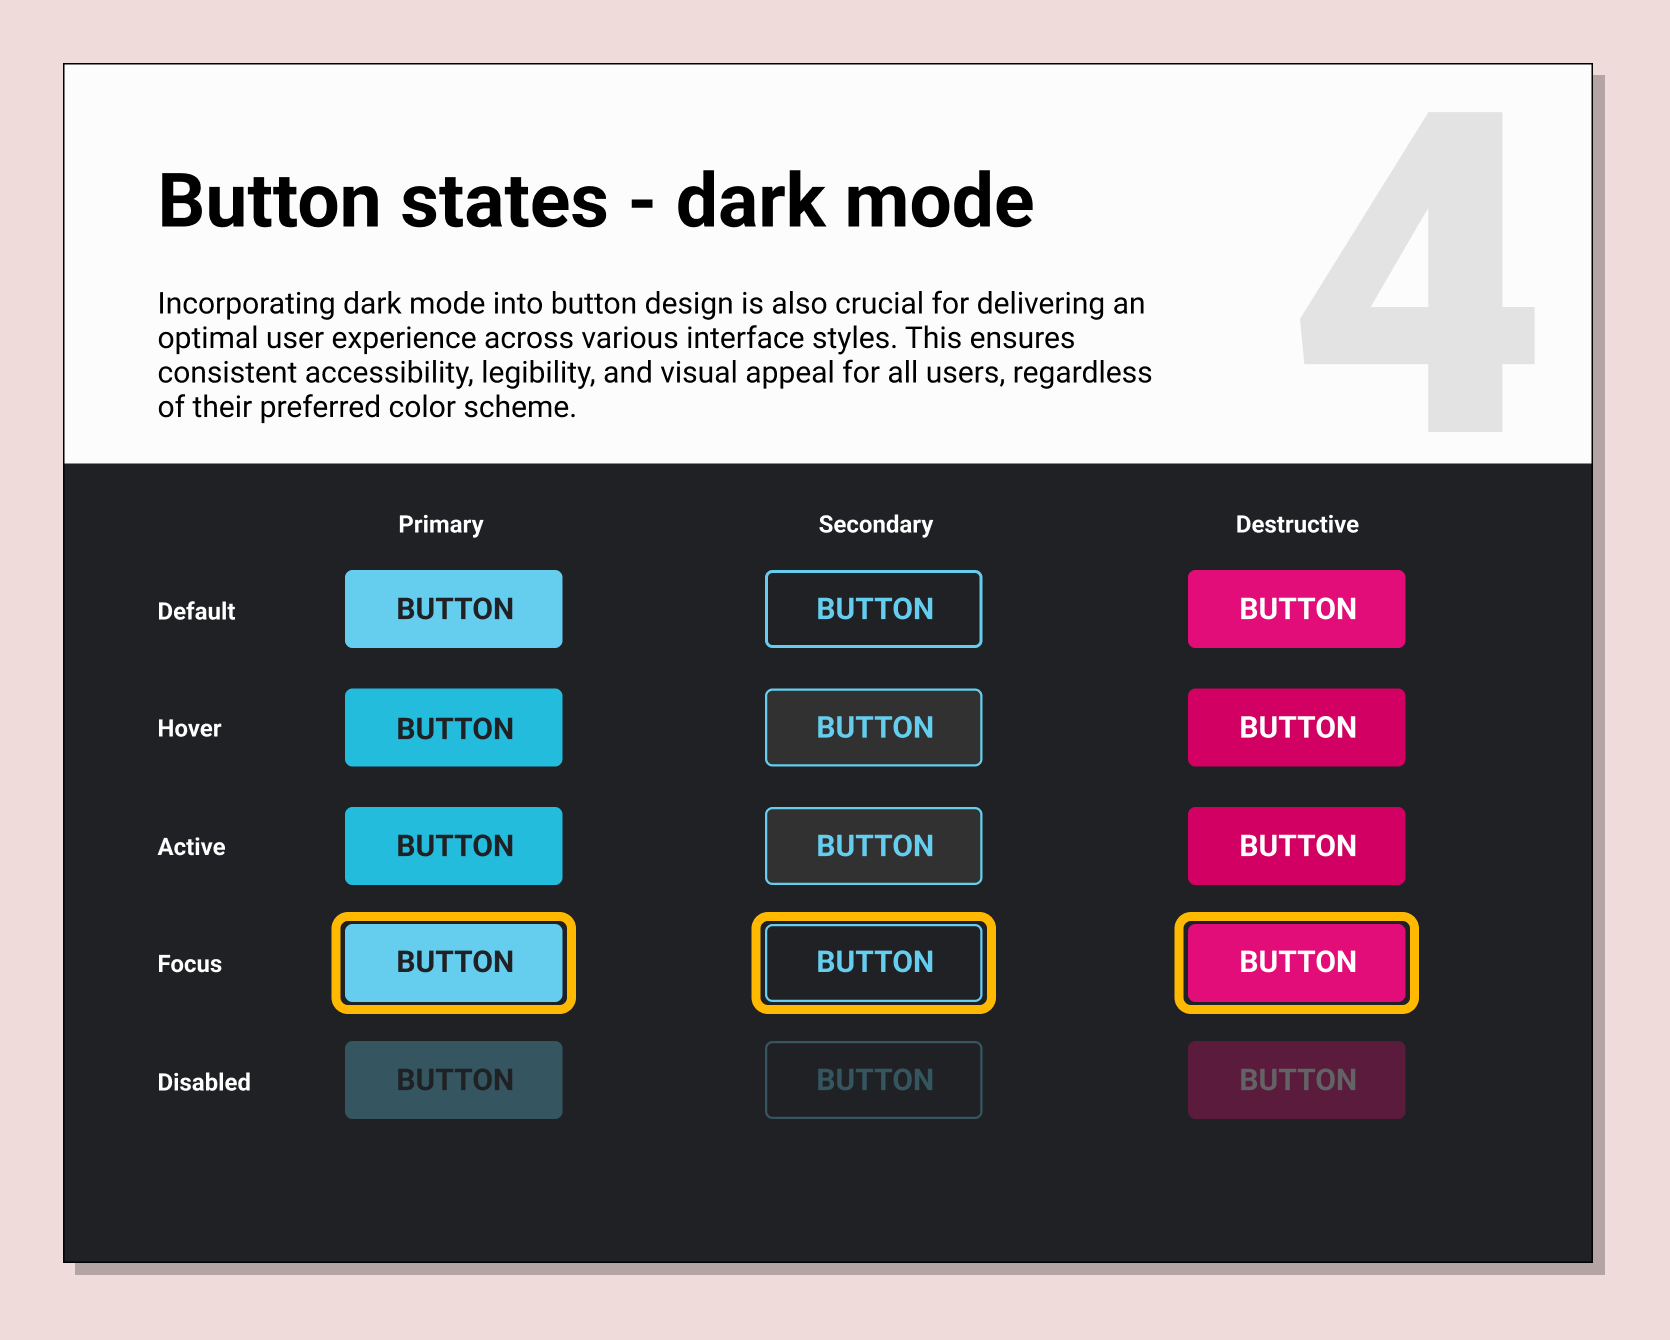 4
Button states - dark mode
Incorporating dark mode into button design is also crucial for delivering an
optimal user experience across various interface styles. This ensures
consistent accessibility, legibility, and visual appeal for all users, regardless
of their preferred color scheme.
Primary Secondary Destructive
Default BUTTON BUTTON BUTTON
Hover BUTTON BUTTON BUTTON
Active BUTTON BUTTON BUTTON
Focus BUTTON BUTTON BUTTON
Disabled BUTTON BUTTON BUTTON